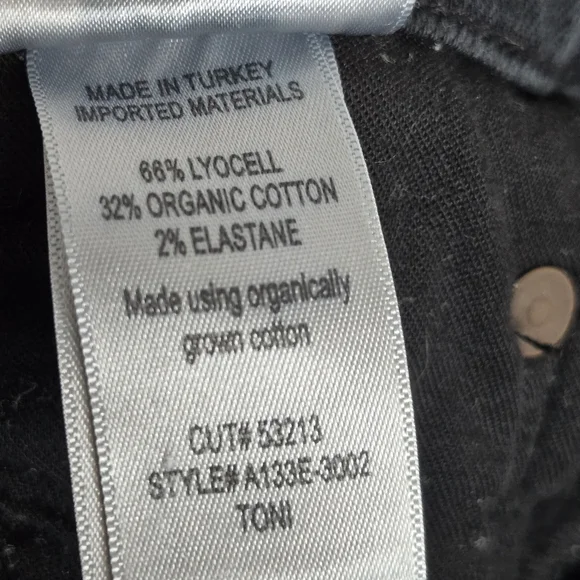 MADE IN TURKEY
IMPORTED MATERIALS
66% LYOCELL
32% ORGANIC COTTON
2% ELASTANE
Made using organically
grown cotton
CUT# 53213
STYLE# A133E-3002
TONI